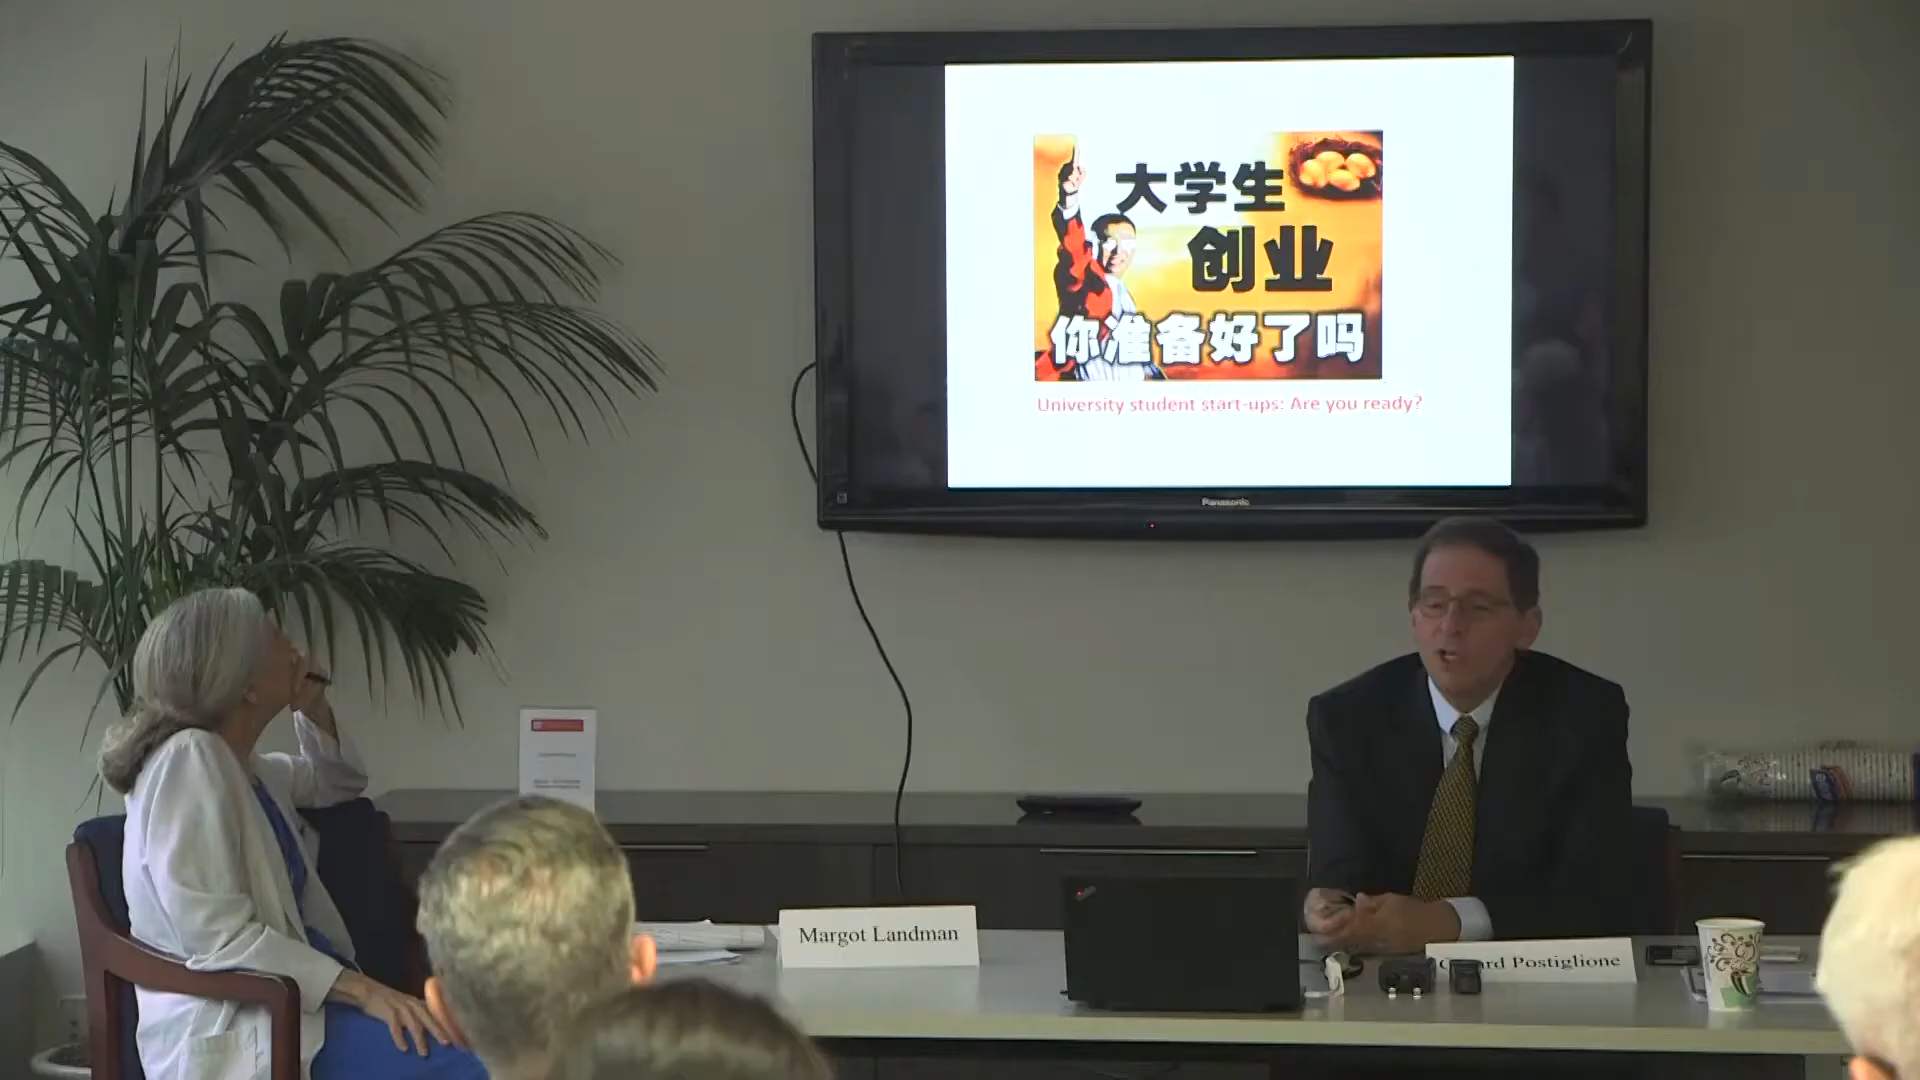 大学生
创业
你准备好了吗
University student start-ups: Are you ready?
Panasonic
Margot Landman
ard Postiglione